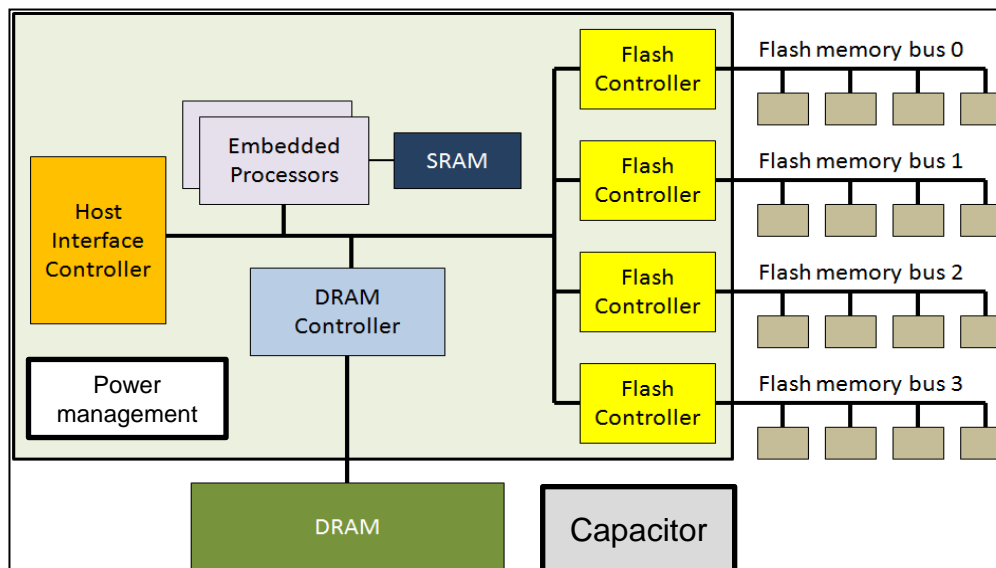 Flash
Controller
Flash memory bus 0
Embedded
Processors
SRAM
Flash
Controller
Flash memory bus 1
Host
Interface
Controller
DRAM
Controller
Flash
Controller
Flash memory bus 2
Power
management
Flash
Controller
Flash memory bus 3
DRAM
Capacitor